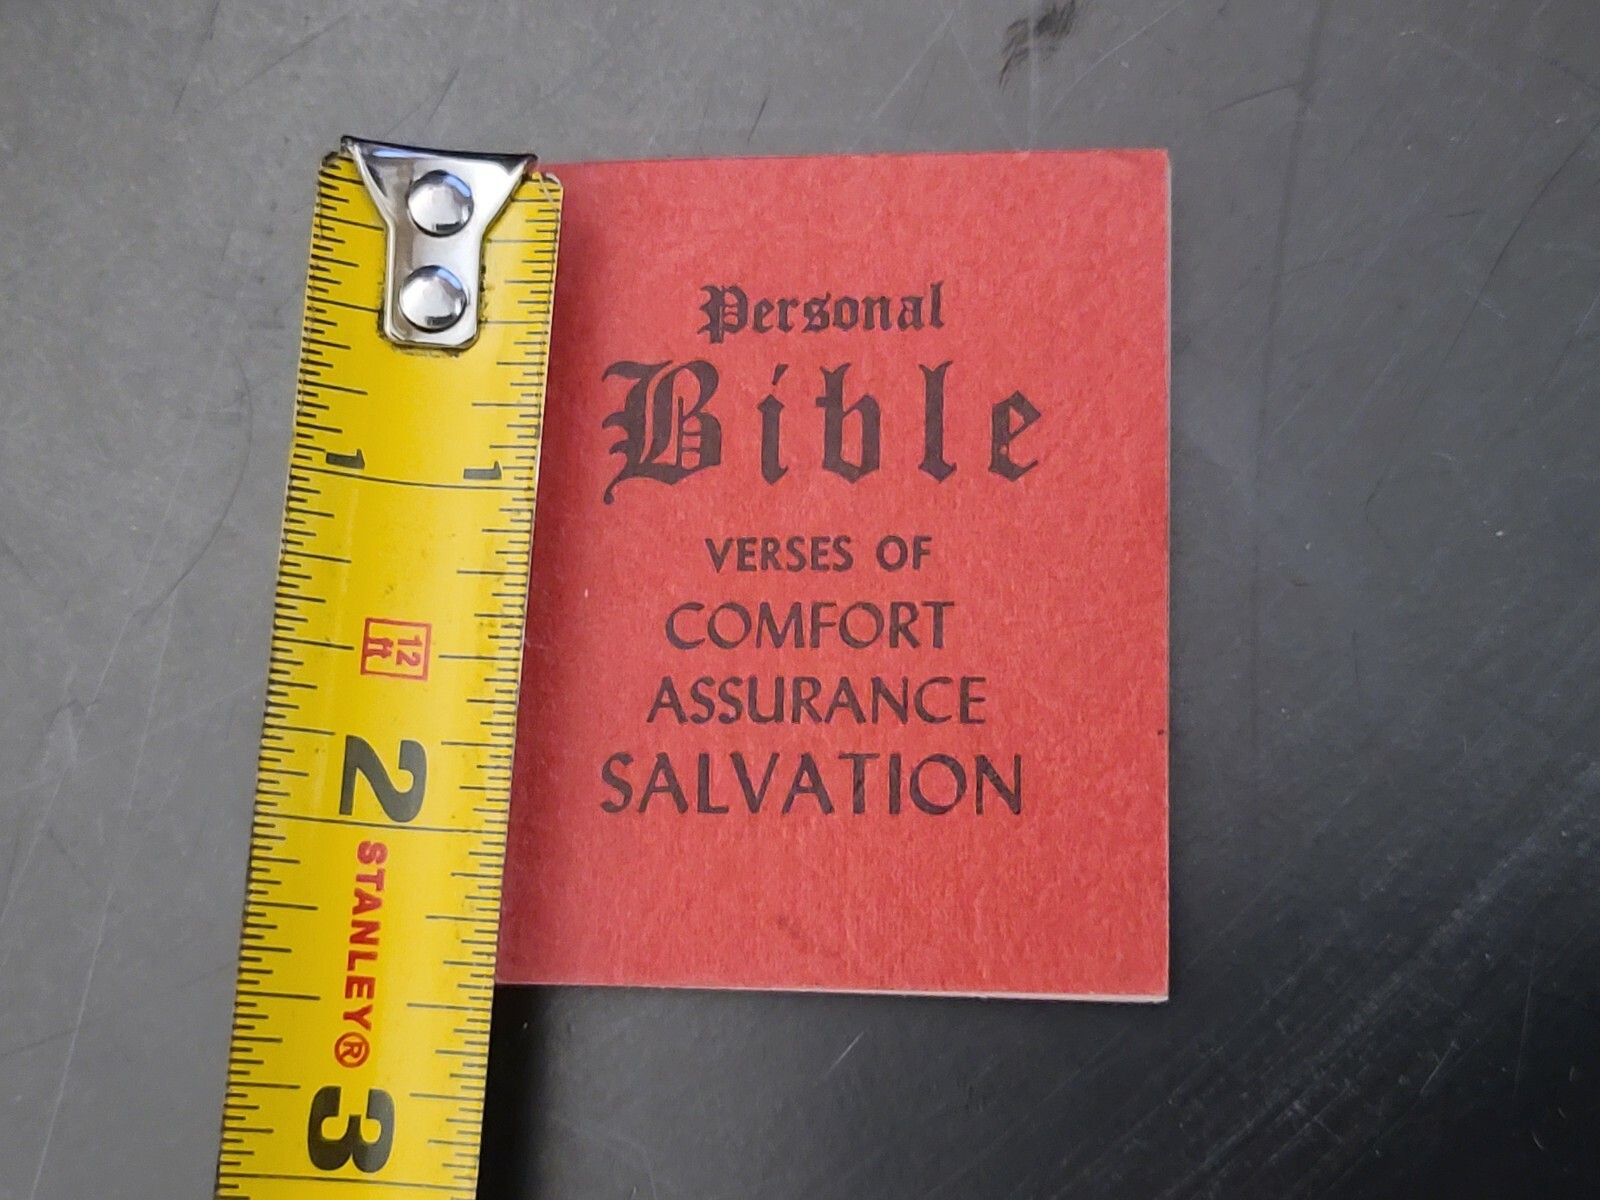 Personal
Bible
VERSES OF
COMFORT
ASSURANCE
SALVATION
1 1
12
ft
2
STANLEY®
3